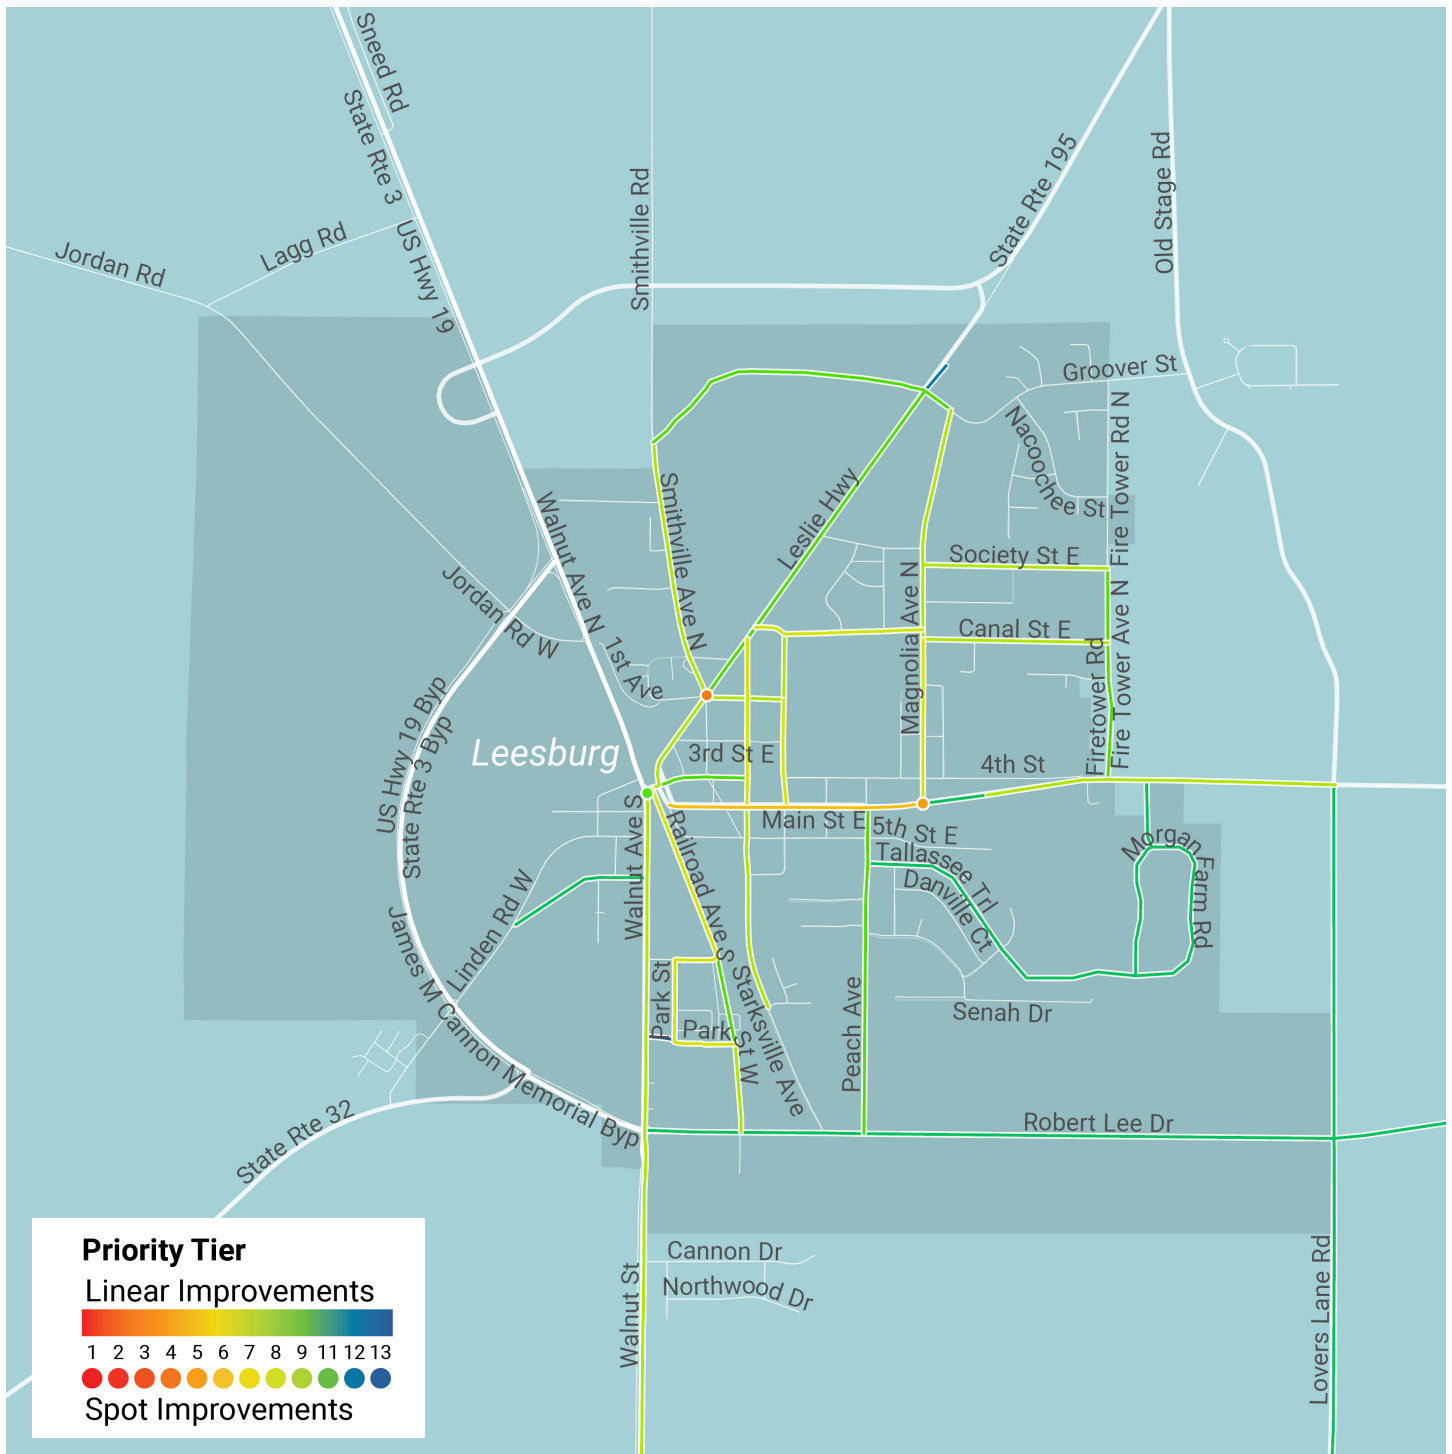 Sneed Rd
State Rte 3
US Hwy 19
Smithville Rd
State Rte 195
Old Stage Rd
Jordan Rd
Lagg Rd
Groover St
Nacoochee St
Fire Tower Rd N
Walnut Ave N
Smithville Ave N
Leslie Hwy
Society St E
Jordan Rd W
1st Ave
Magnolia Ave N
Canal St E
Firetower Rd
Fire Tower Ave N
US Hwy 19 Byp
State Rte 3 Byp
Leesburg
3rd St E
4th St
Main St E
5th St E
Walnut Ave S
Railroad Ave S
Tallassee Trl
Danville Ct
Morgan Farm Rd
Linden Rd W
James M Cannon Memorial Byp
Park St
Park St W
Starksville Ave
Peach Ave
Senah Dr
State Rte 32
Robert Lee Dr
Cannon Dr
Northwood Dr
Walnut St
Lovers Lane Rd
Priority Tier
Linear Improvements
1 2 3 4 5 6 7 8 9 11 12 13
Spot Improvements